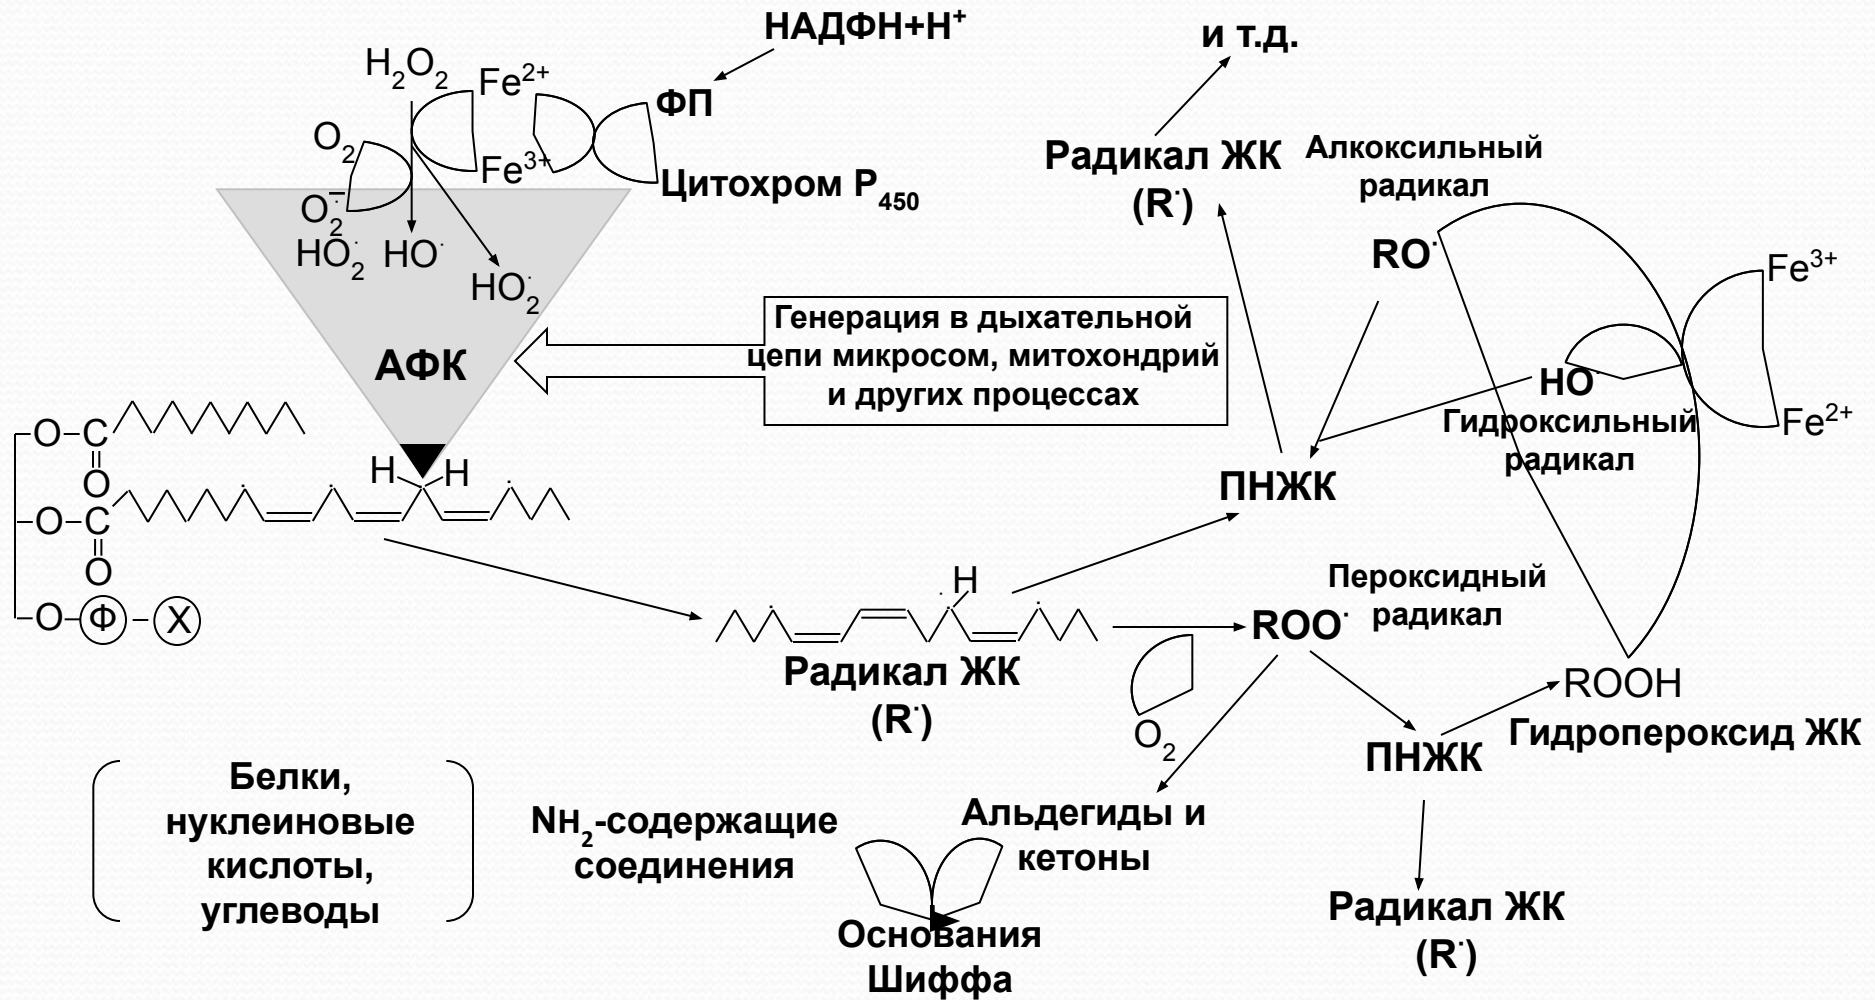 НАДФН+Н⁺
и т.д.
H₂O₂
Fe²⁺
ФП
O₂
Fe³⁺
Цитохром P₄₅₀
O₂⁻̇
HO₂˙
HO˙
HO₂˙
АФК
Радикал ЖК
(R˙)
Алкоксильный
радикал
RO˙
Fe³⁺
Генерация в дыхательной
цепи микросом, митохондрий
и других процессах
HO˙
Гидроксильный
радикал
Fe²⁺
O–C
O
H H
O–C
O
O–Ф–X
ПНЖК
H
Радикал ЖК
(R˙)
Пероксидный
радикал
ROO˙
O₂
ROOH
Гидропероксид ЖК
ПНЖК
Белки,
нуклеиновые
кислоты,
углеводы
NH₂-содержащие
соединения
Альдегиды и
кетоны
Основания
Шиффа
Радикал ЖК
(R˙)